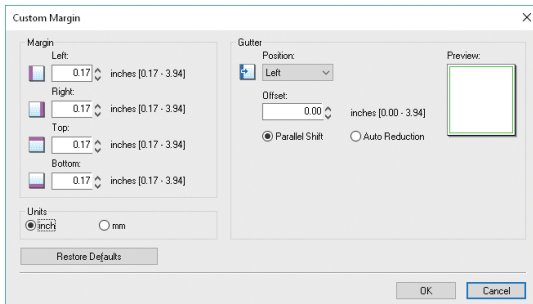 Custom Margin
Margin
Left:
0.17 inches [0.17 - 3.94]
Right:
0.17 inches [0.17 - 3.94]
Top:
0.17 inches [0.17 - 3.94]
Bottom:
0.17 inches [0.17 - 3.94]
Units
inch mm
Restore Defaults
Gutter
Position:
Left
Offset:
0.00 inches [0.00 - 3.94]
Parallel Shift Auto Reduction
Preview:
OK Cancel